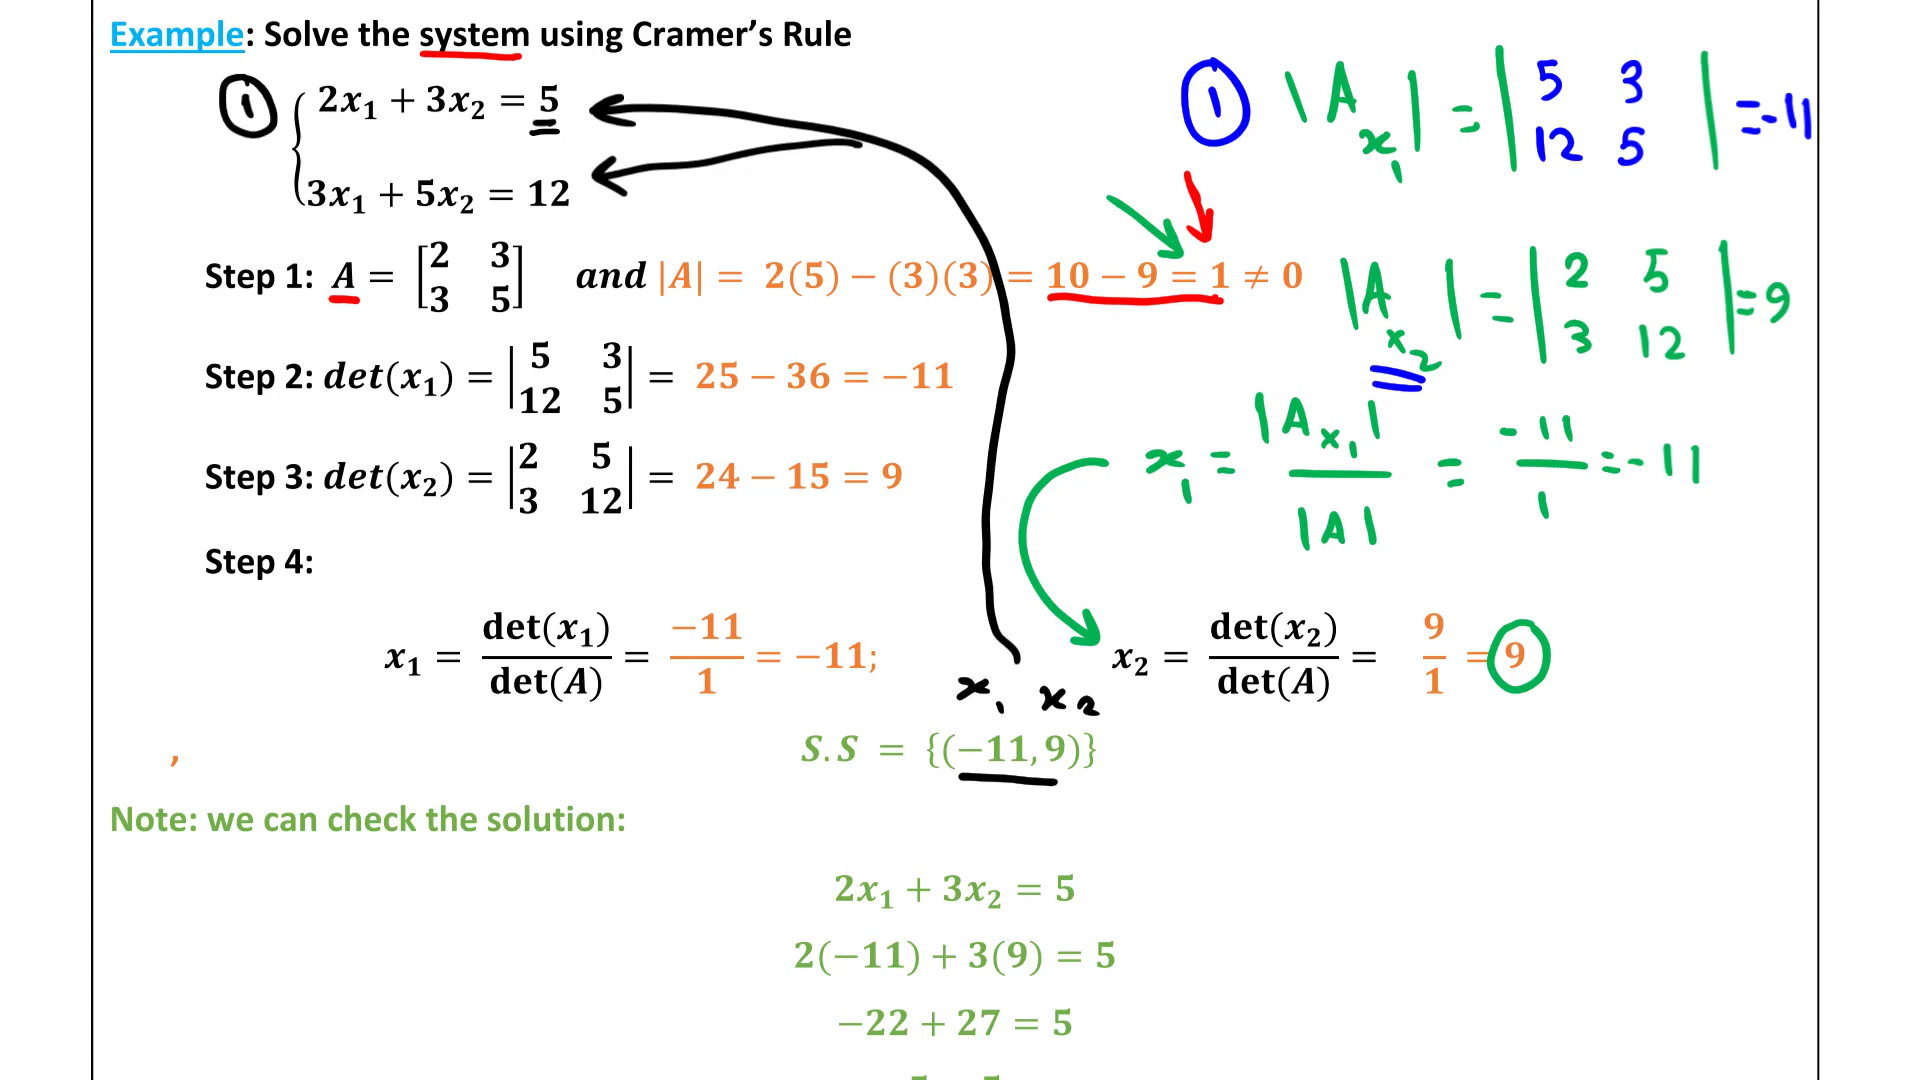 Example: Solve the system using Cramer's Rule
① 2x₁ + 3x₂ = 5
3x₁ + 5x₂ = 12
① |A x₁| = |5 3 12 5| = -11
Step 1: A = [2 3 3 5] and |A| = 2(5) − (3)(3) = 10 − 9 = 1 ≠ 0
|A x₂| = |2 5 3 12| = 9
Step 2: det(x₁) = |5 3 12 5| = 25 − 36 = −11
x₁ = |A x₁| / |A| = -11 / 1 = -11
Step 3: det(x₂) = |2 5 3 12| = 24 − 15 = 9
Step 4:
x₁ = det(x₁) / det(A) = −11 / 1 = −11; x₂ = det(x₂) / det(A) = 9 / 1 = 9
x₁ x₂
, S.S = {(−11, 9)}
Note: we can check the solution:
2x₁ + 3x₂ = 5
2(−11) + 3(9) = 5
−22 + 27 = 5